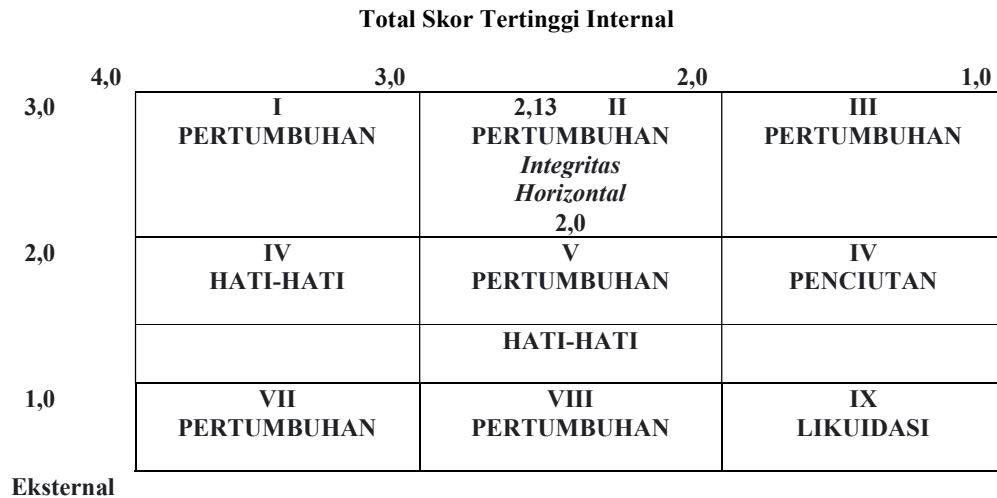 Total Skor Tertinggi Internal
4,0 3,0 2,0 1,0
3,0 I 2,13 II III
PERTUMBUHAN PERTUMBUHAN PERTUMBUHAN
Integritas
Horizontal
2,0
2,0 IV V IV
HATI-HATI PERTUMBUHAN PENCIUTAN
HATI-HATI
1,0 VII VIII IX
PERTUMBUHAN PERTUMBUHAN LIKUIDASI
Eksternal